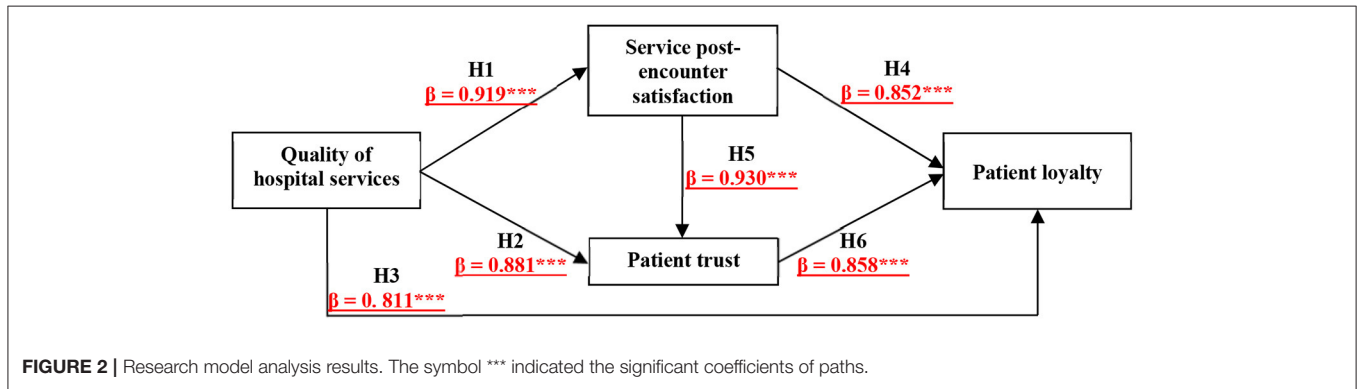 Service post-
encounter
satisfaction
H1
β = 0.919***
H4
β = 0.852***
Quality of
hospital services
H5
β = 0.930***
Patient loyalty
H2
β = 0.881***
Patient trust
H6
β = 0.858***
H3
β = 0. 811***
FIGURE 2 | Research model analysis results. The symbol *** indicated the significant coefficients of paths.